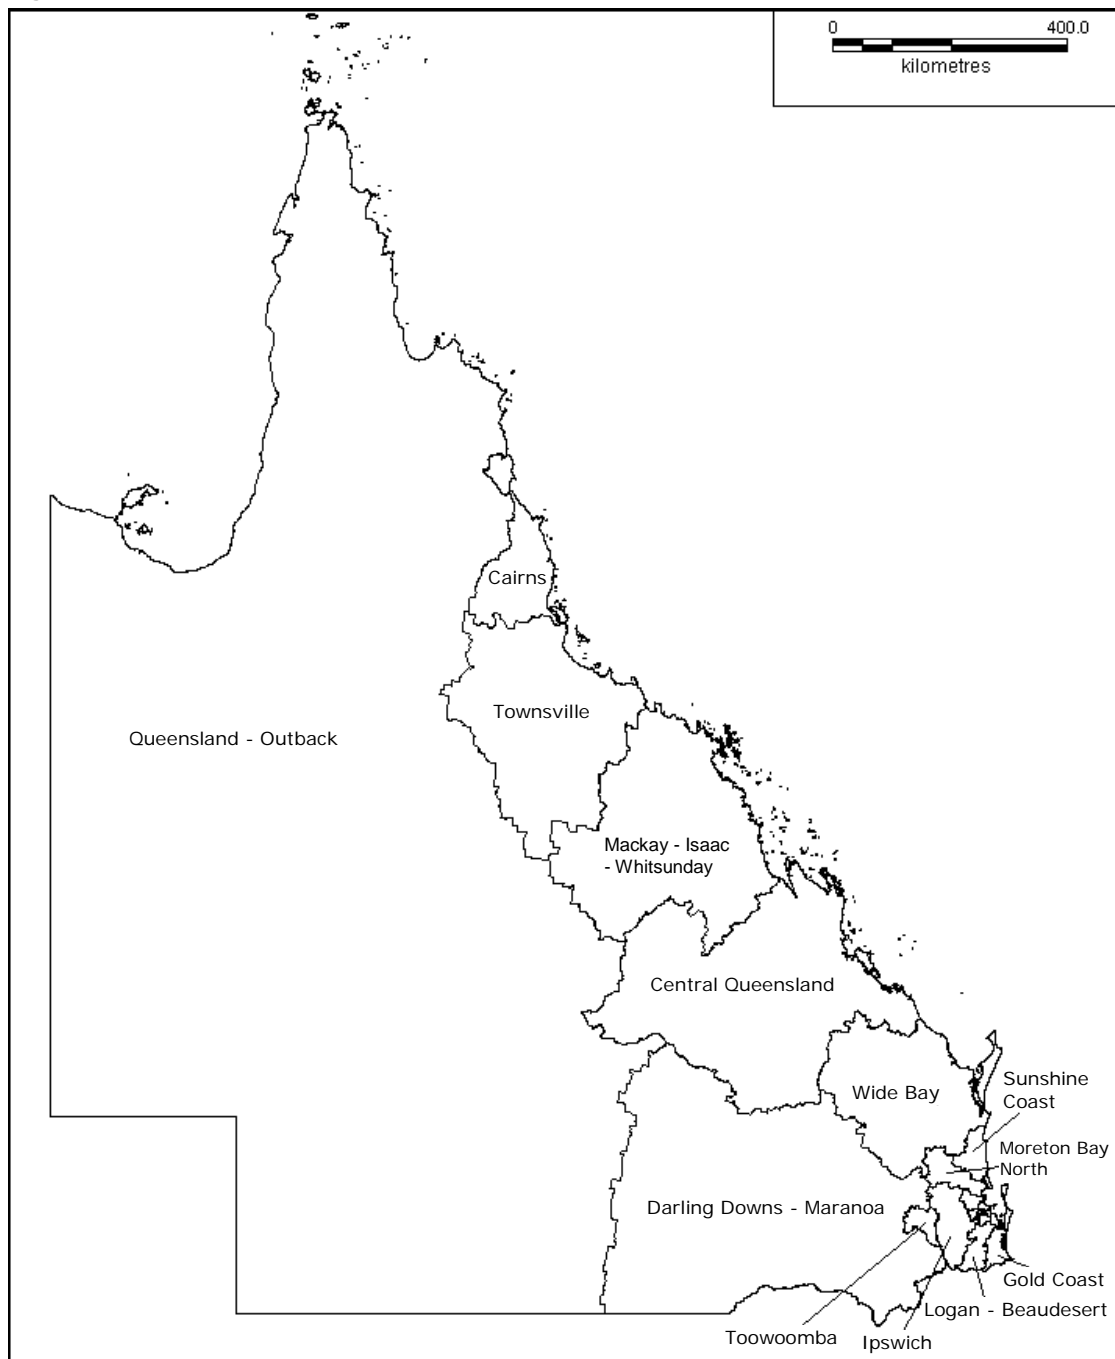 0 400.0
kilometres
Cairns
Townsville
Queensland - Outback
Mackay - Isaac
- Whitsunday
Central Queensland
Wide Bay
Sunshine
Coast
Moreton Bay
North
Darling Downs - Maranoa
Gold Coast
Logan - Beaudesert
Toowoomba
Ipswich